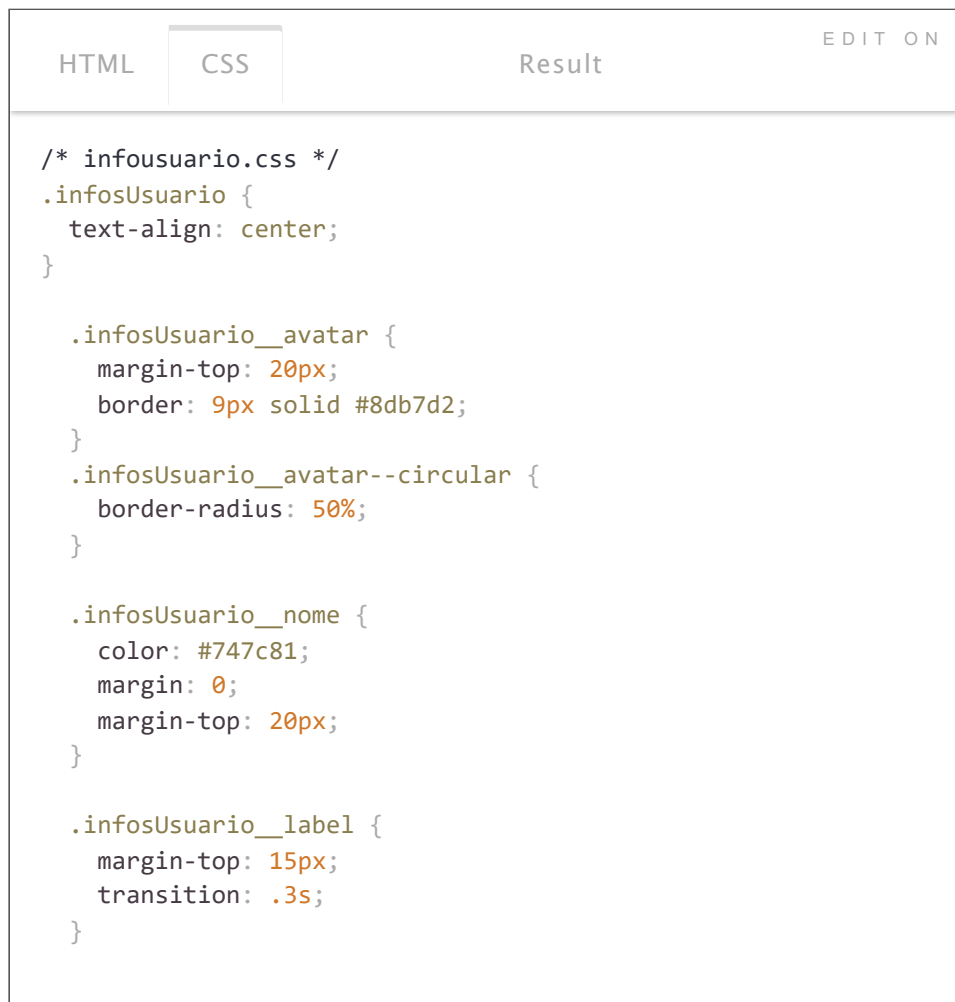 HTML CSS Result EDIT ON
/* infousuario.css */
.infosUsuario {
  text-align: center;
}

  .infosUsuario__avatar {
    margin-top: 20px;
    border: 9px solid #8db7d2;
  }
  .infosUsuario__avatar--circular {
    border-radius: 50%;
  }

  .infosUsuario__nome {
    color: #747c81;
    margin: 0;
    margin-top: 20px;
  }

  .infosUsuario__label {
    margin-top: 15px;
    transition: .3s;
  }